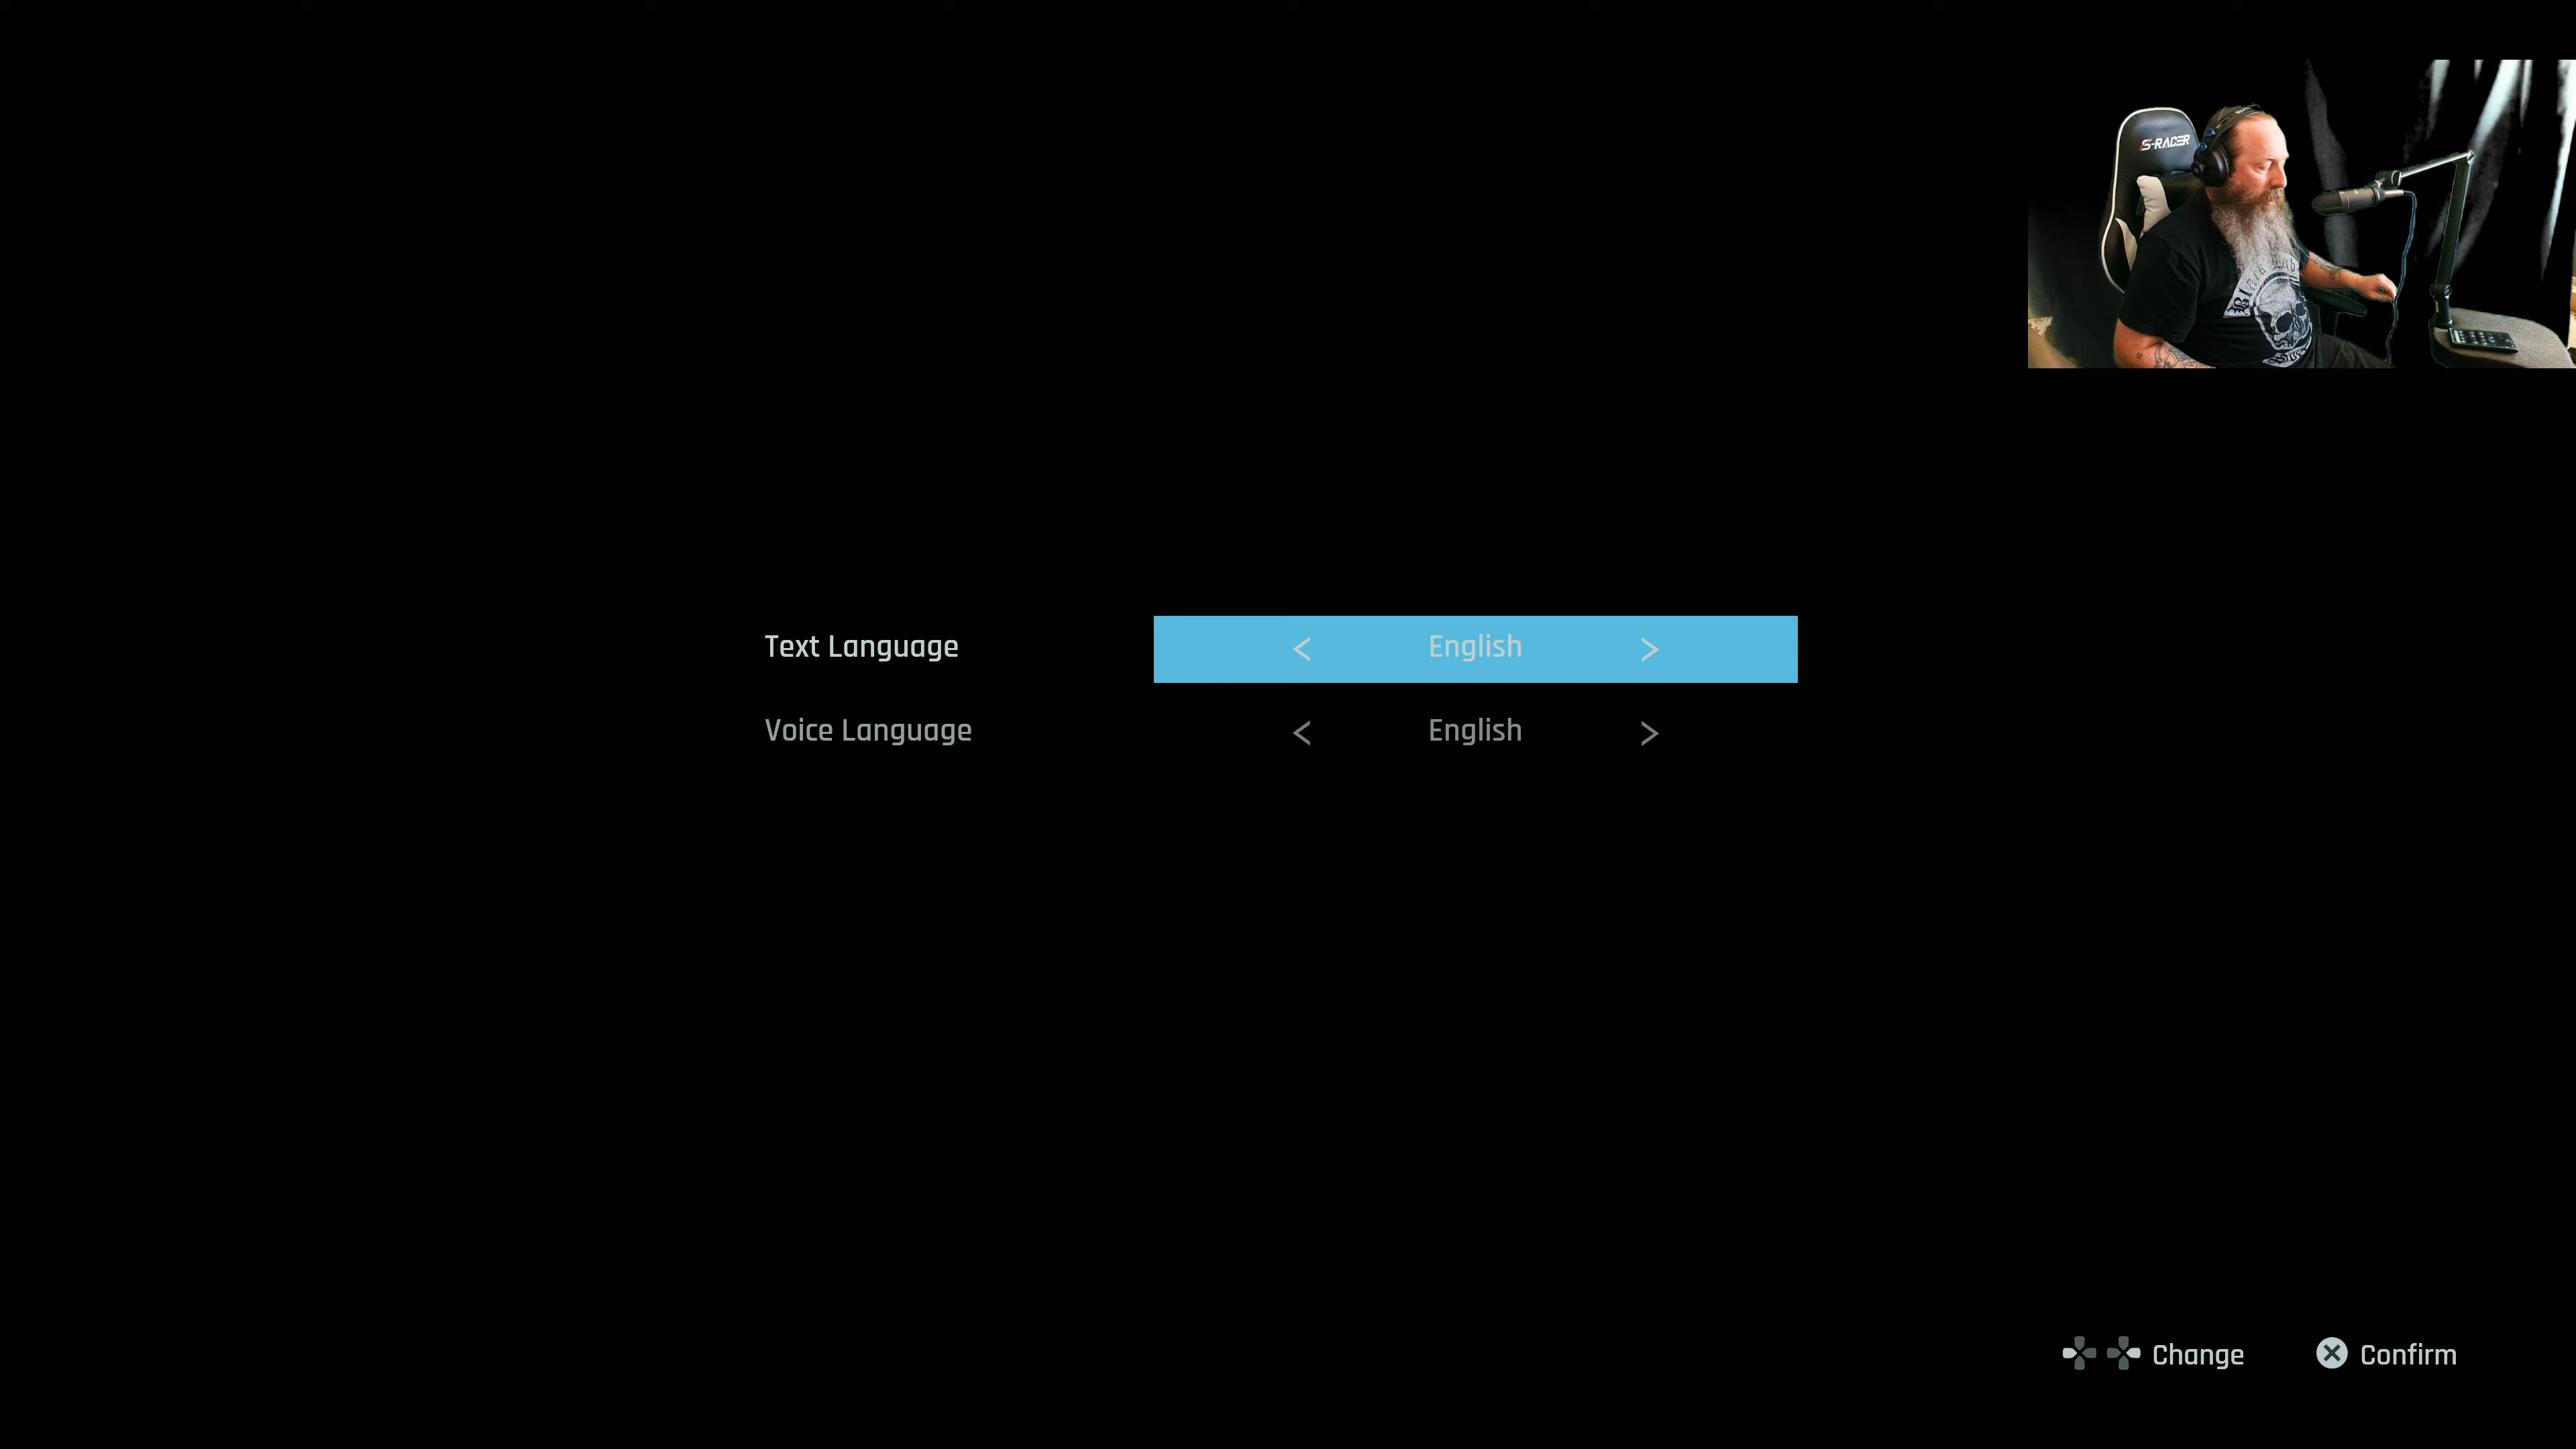 S-RACER
Text Language
< English >
Voice Language
< English >
Change
Confirm